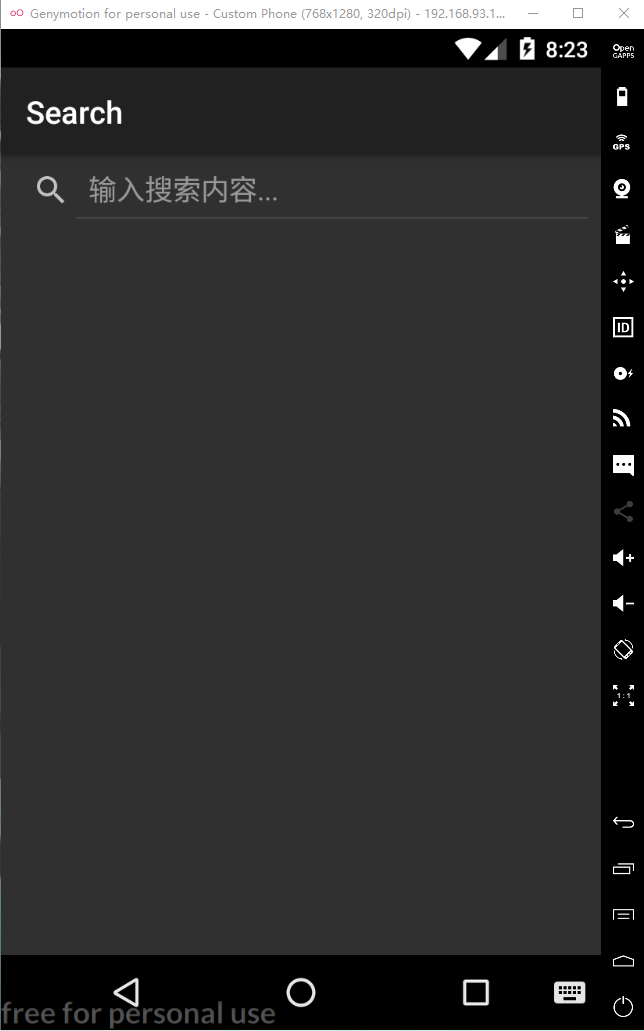 Genymotion for personal use - Custom Phone (768x1280, 320dpi) - 192.168.93.1...
8:23
Open
GAPPS
Search
GPS
输入搜索内容...
ID
1:1
free for personal use